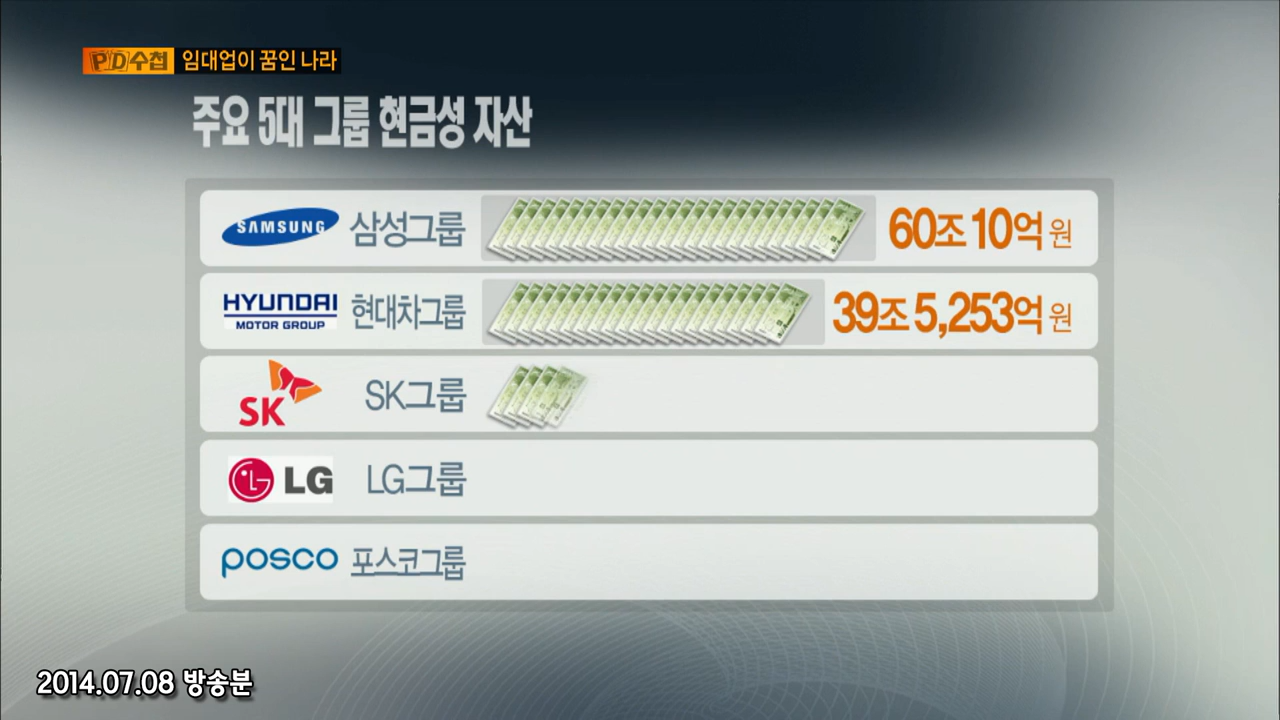 PD수첩 임대업이 꿈인 나라
주요 5대 그룹 현금성 자산
SAMSUNG 삼성그룹 60조 10억 원
HYUNDAI
MOTOR GROUP 현대차그룹 39조 5,253억 원
SK SK그룹
LG LG그룹
posco 포스코그룹
2014.07.08 방송분